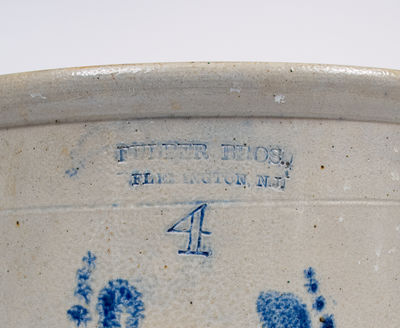 FULPER BROS.
FLEMINGTON, N.J.
4